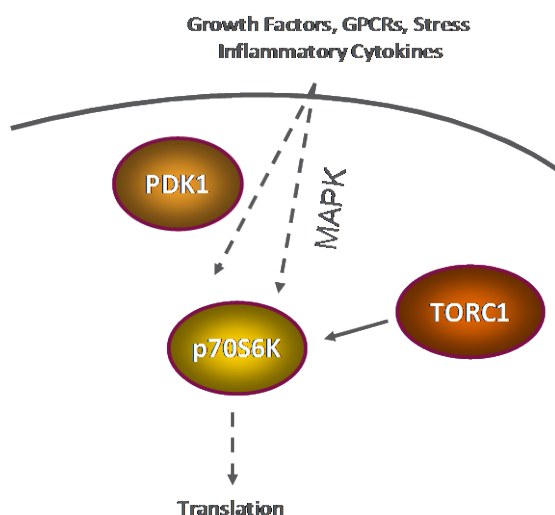 Growth Factors, GPCRs, Stress
Inflammatory Cytokines
PDK1
MAPK
TORC1
p70S6K
Translation